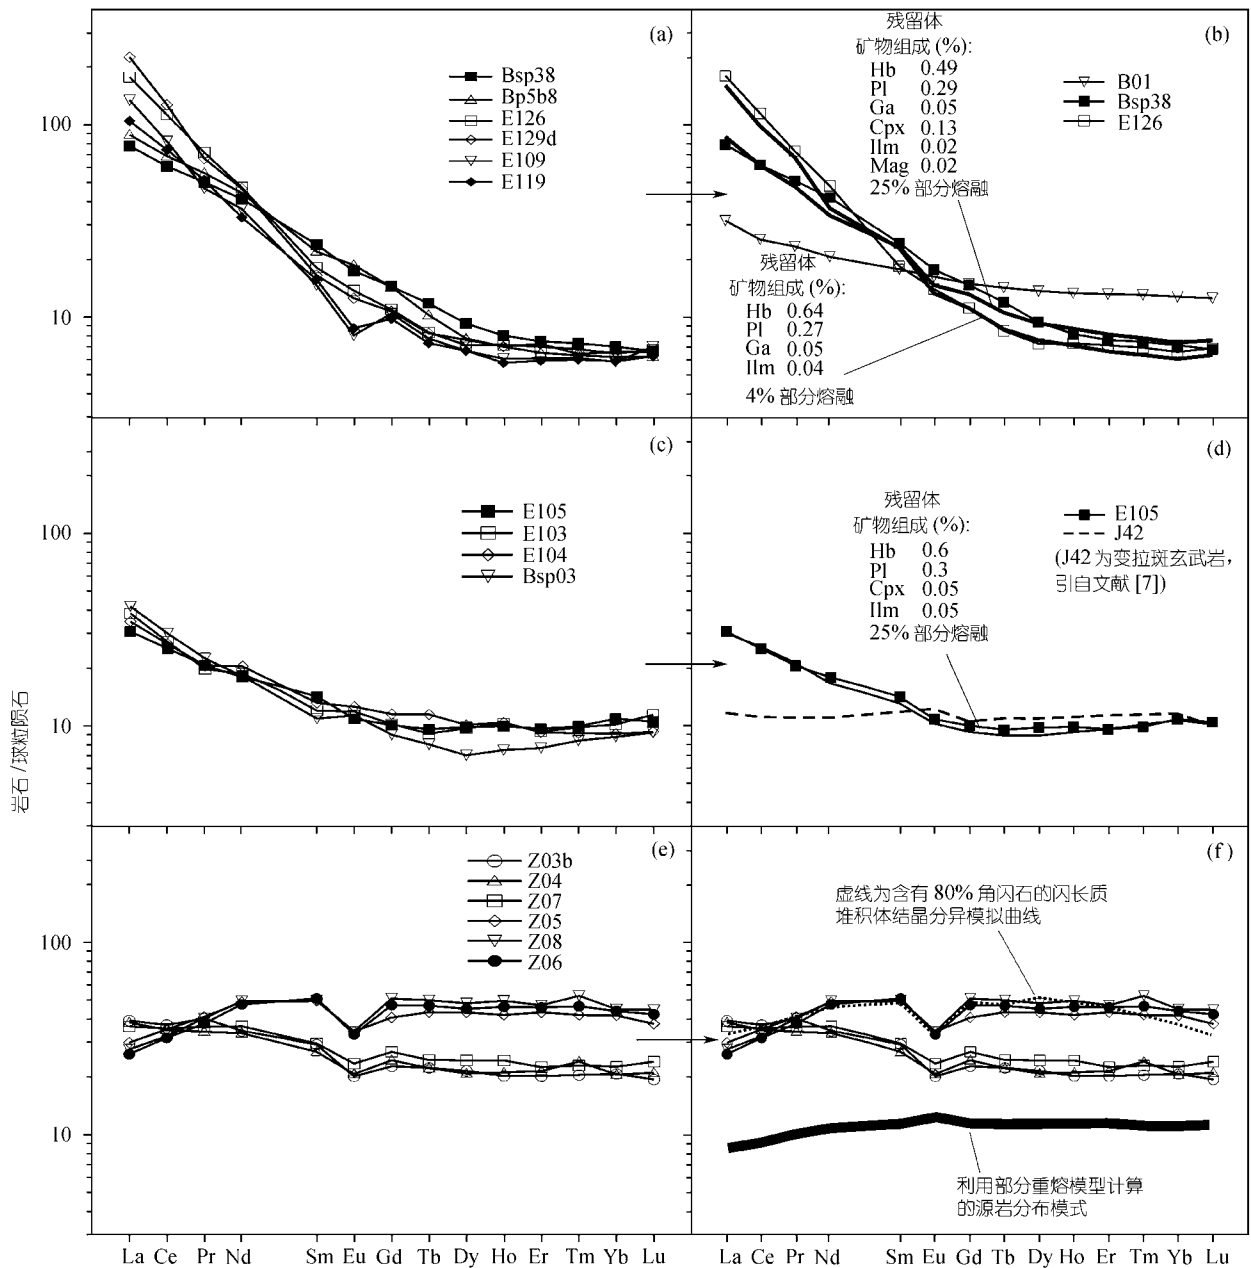 (a)
100
10
Bsp38
Bp5b8
E126
E129d
E109
E119
(b)
残留体
矿物组成 (%):
Hb 0.49
Pl 0.29
Ga 0.05
Cpx 0.13
Ilm 0.02
Mag 0.02
25% 部分熔融
B01
Bsp38
E126
残留体
矿物组成 (%):
Hb 0.64
Pl 0.27
Ga 0.05
Ilm 0.04
4% 部分熔融
(c)
100
10
E105
E103
E104
Bsp03
(d)
残留体
矿物组成 (%):
Hb 0.6
Pl 0.3
Cpx 0.05
Ilm 0.05
25% 部分熔融
E105
J42
(J42 为变拉斑玄武岩,
引自文献 [7])
岩石/球粒陨石
(e)
100
10
Z03b
Z04
Z07
Z05
Z08
Z06
(f)
虚线为含有 80% 角闪石的闪长质
堆积体结晶分异模拟曲线
利用部分重熔模型计算
的源岩分布模式
La Ce Pr Nd Sm Eu Gd Tb Dy Ho Er Tm Yb Lu
La Ce Pr Nd Sm Eu Gd Tb Dy Ho Er Tm Yb Lu